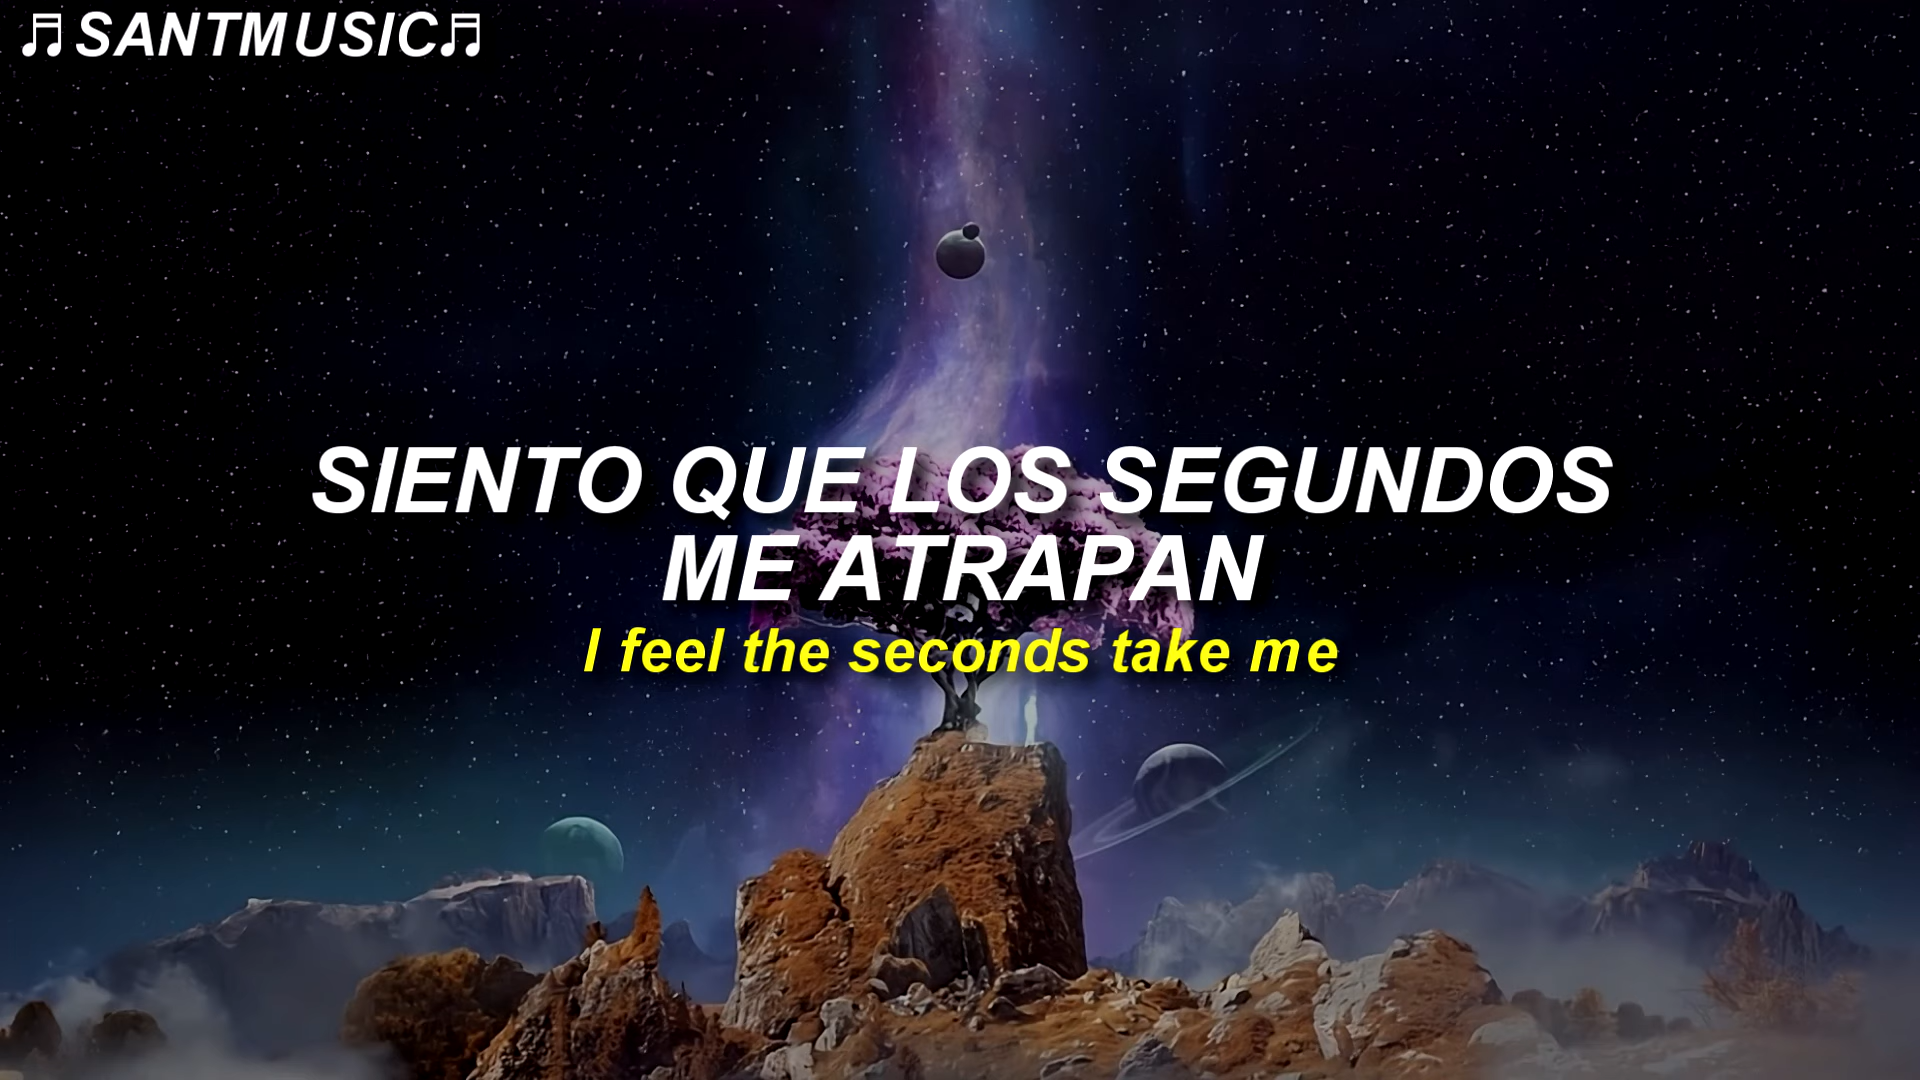 ♬SANTMUSIC♬
SIENTO QUE LOS SEGUNDOS
ME ATRAPAN
I feel the seconds take me